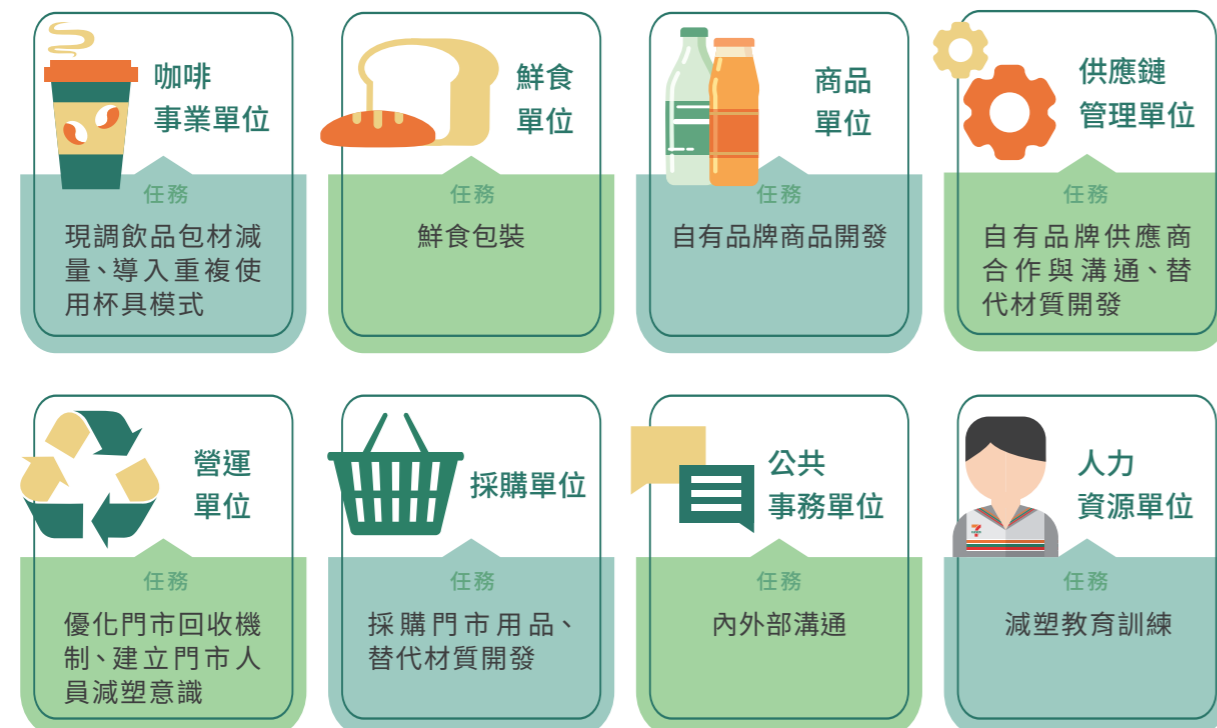 咖啡
事業單位
任務
現調飲品包材減
量、導入重複使
用杯具模式
鮮食
單位
任務
鮮食包裝
商品
單位
任務
自有品牌商品開發
供應鏈
管理單位
任務
自有品牌供應商
合作與溝通、替
代材質開發
營運
單位
任務
優化門市回收機
制、建立門市人
員減塑意識
採購單位
任務
採購門市用品、
替代材質開發
公共
事務單位
任務
內外部溝通
人力
資源單位
任務
減塑教育訓練